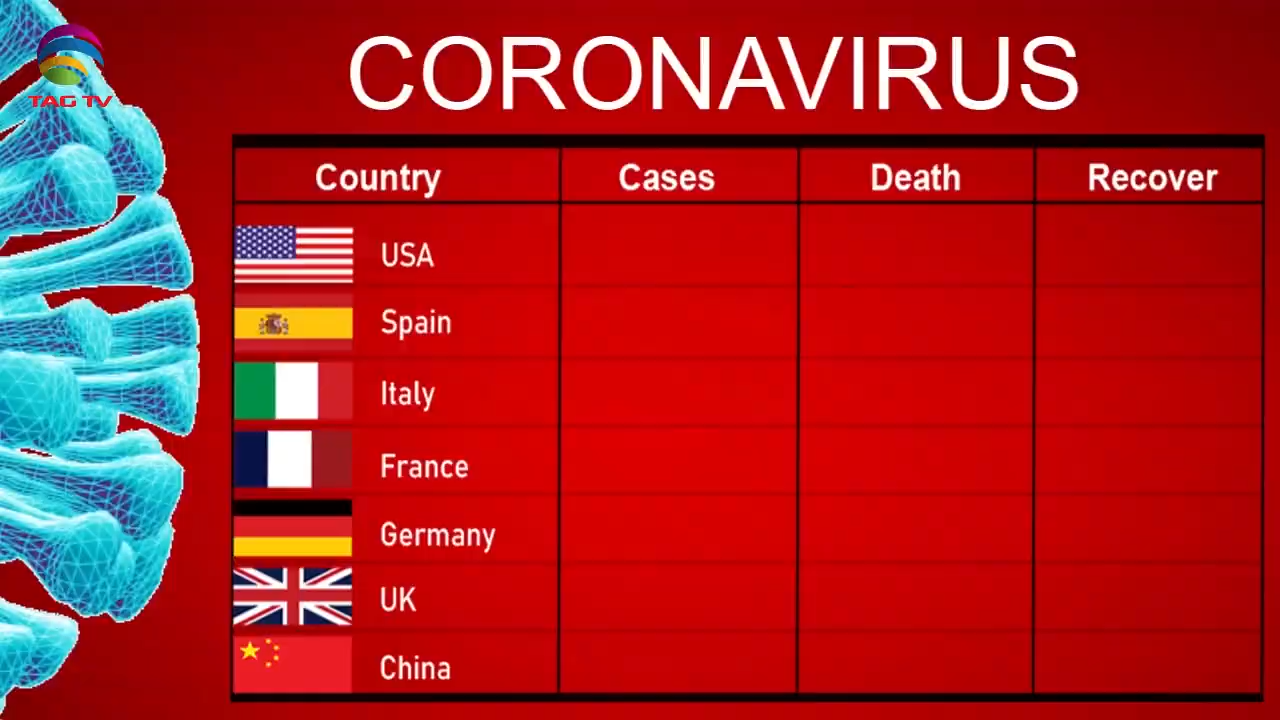 TAG TV
CORONAVIRUS
Country Cases Death Recover
USA
Spain
Italy
France
Germany
UK
China